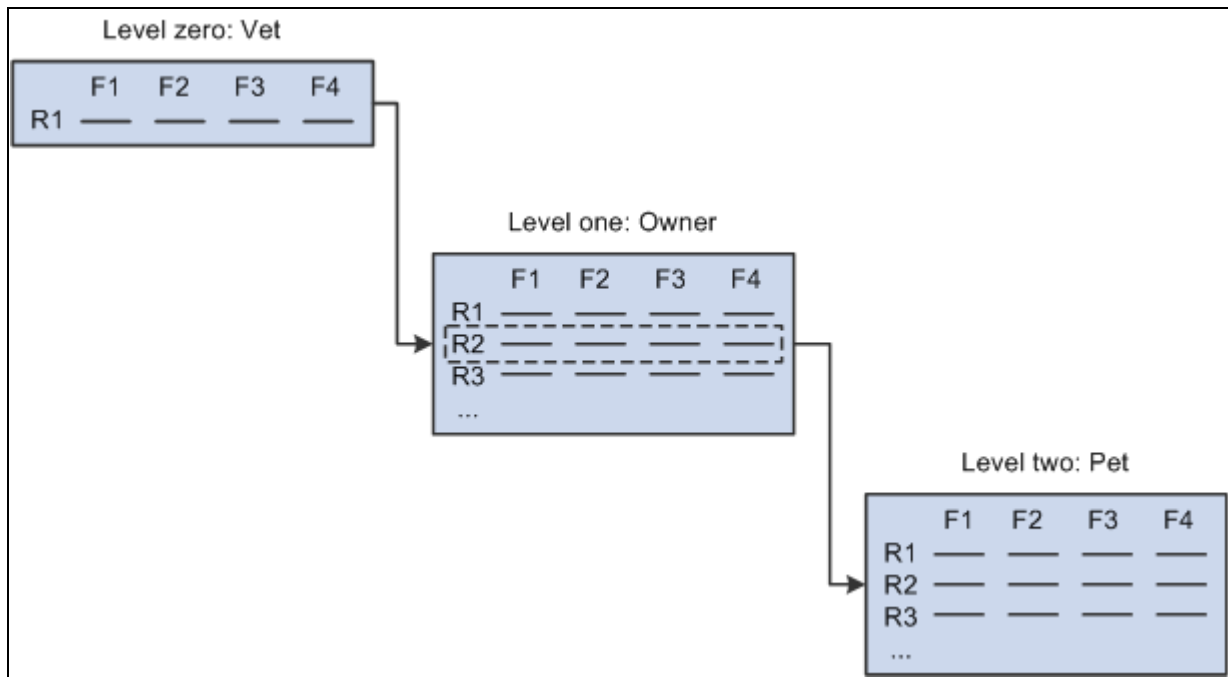 Level zero: Vet
F1 F2 F3 F4
R1
Level one: Owner
F1 F2 F3 F4
R1
R2
R3
...
Level two: Pet
F1 F2 F3 F4
R1
R2
R3
...